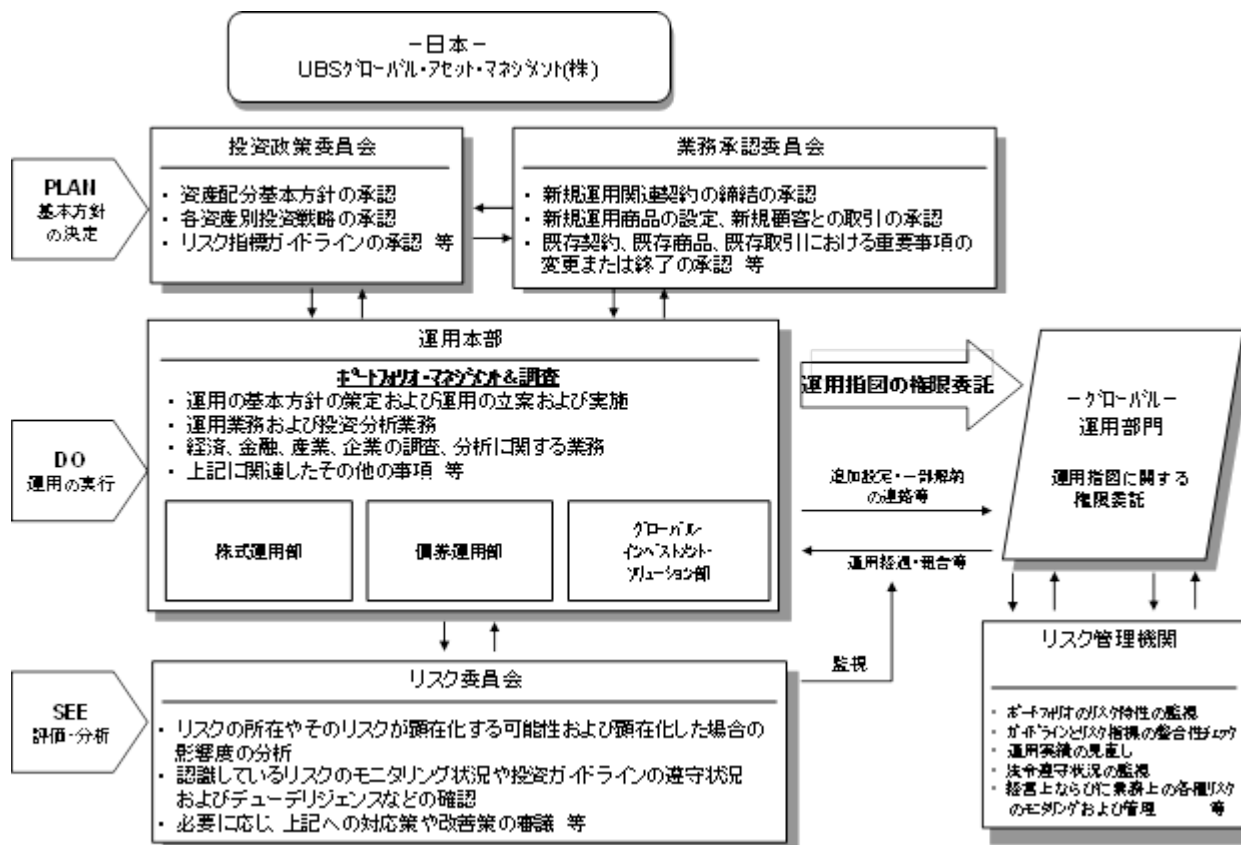 －日本－
UBSグローバル・アセット・マネジメント(株)
PLAN
基本方針
の決定
投資政策委員会
・ 資産配分基本方針の承認
・ 各資産別投資戦略の承認
・ リスク指標ガイドラインの承認 等
業務承認委員会
・ 新規運用関連契約の締結の承認
・ 新規運用商品の設定、新規顧客との取引の承認
・ 既存契約、既存商品、既存取引における重要事項の
変更または終了の承認 等
DO
運用の実行
運用本部
ポートフォリオ・マネジメント&調査
・ 運用の基本方針の策定および運用の立案および実施
・ 運用業務および投資分析業務
・ 経済、金融、産業、企業の調査、分析に関する業務
・ 上記に関連したその他の事項 等
株式運用部
債券運用部
グローバル・
インベストメント・
ソリューション部
運用指図の権限委託
追加設定・一部解約
の連絡等
運用経過・報告等
－グローバル－
運用部門
運用指図に関する
権限委託
SEE
評価・分析
リスク委員会
・ リスクの所在やそのリスクが顕在化する可能性および顕在化した場合の
影響度の分析
・ 認識しているリスクのモニタリング状況や投資ガイドラインの遵守状況
およびデューデリジェンスなどの確認
・ 必要に応じ、上記への対応策や改善策の審議 等
監視
リスク管理機関
・ ポートフォリオのリスク特性の監視
・ ガイドラインとリスク指標の整合性チェック
・ 運用実績の見直し
・ 法令遵守状況の監視
・ 経営上ならびに業務上の各種リスク
のモニタリングおよび管理 等